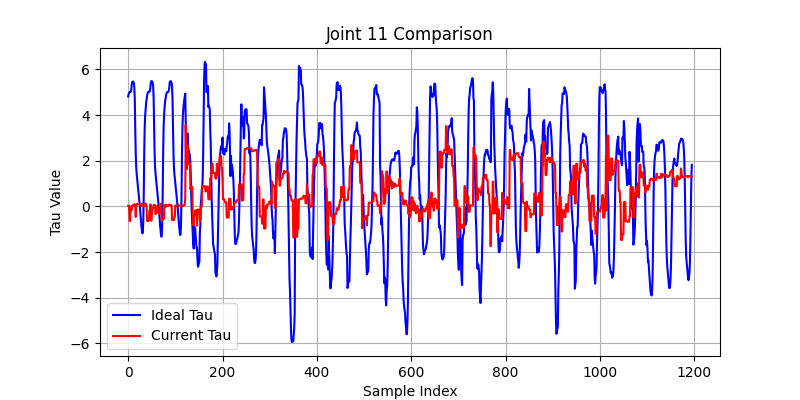 Joint 11 Comparison
Tau Value
6
4
2
0
−2
−4
−6
Ideal Tau
Current Tau
0
200
400
600
800
1000
1200
Sample Index